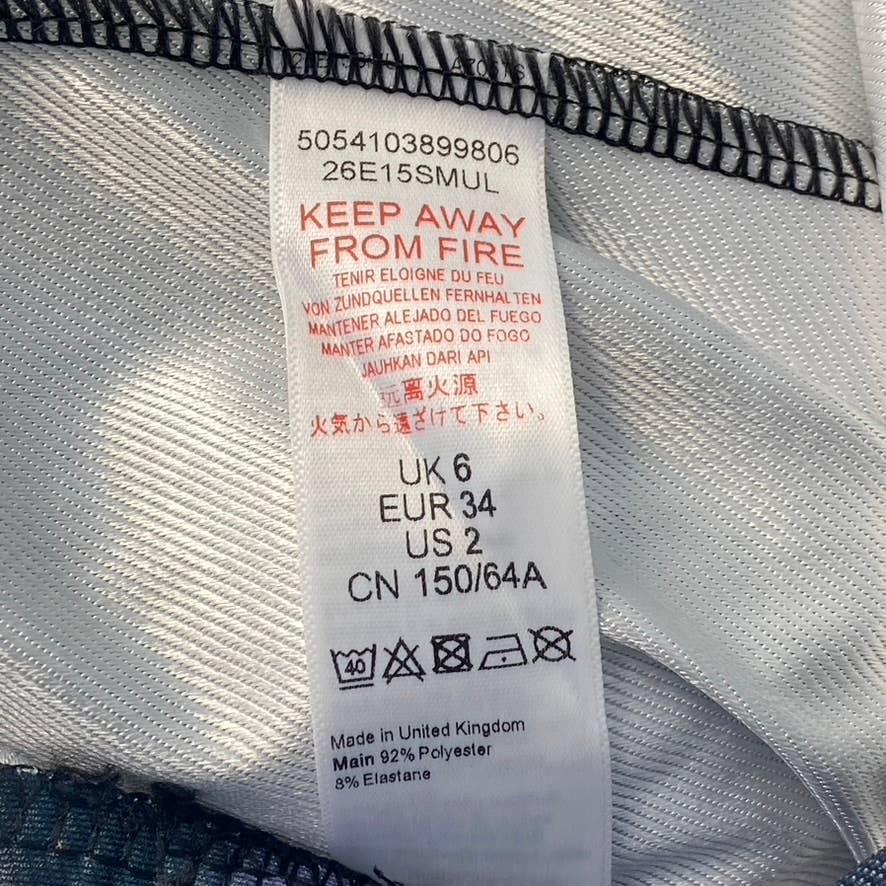 5054103899806
26E15SMUL
KEEP AWAY
FROM FIRE
TENIR ELOIGNE DU FEU
VON ZUNDQUELLEN FERNHALTEN
MANTENER ALEJADO DEL FUEGO
MANTER AFASTADO DO FOGO
JAUHKAN DARI API
离火源
火気から遠ざけて下さい。
UK 6
EUR 34
US 2
CN 150/64A
40
Made in United Kingdom
Main 92% Polyester
8% Elastane